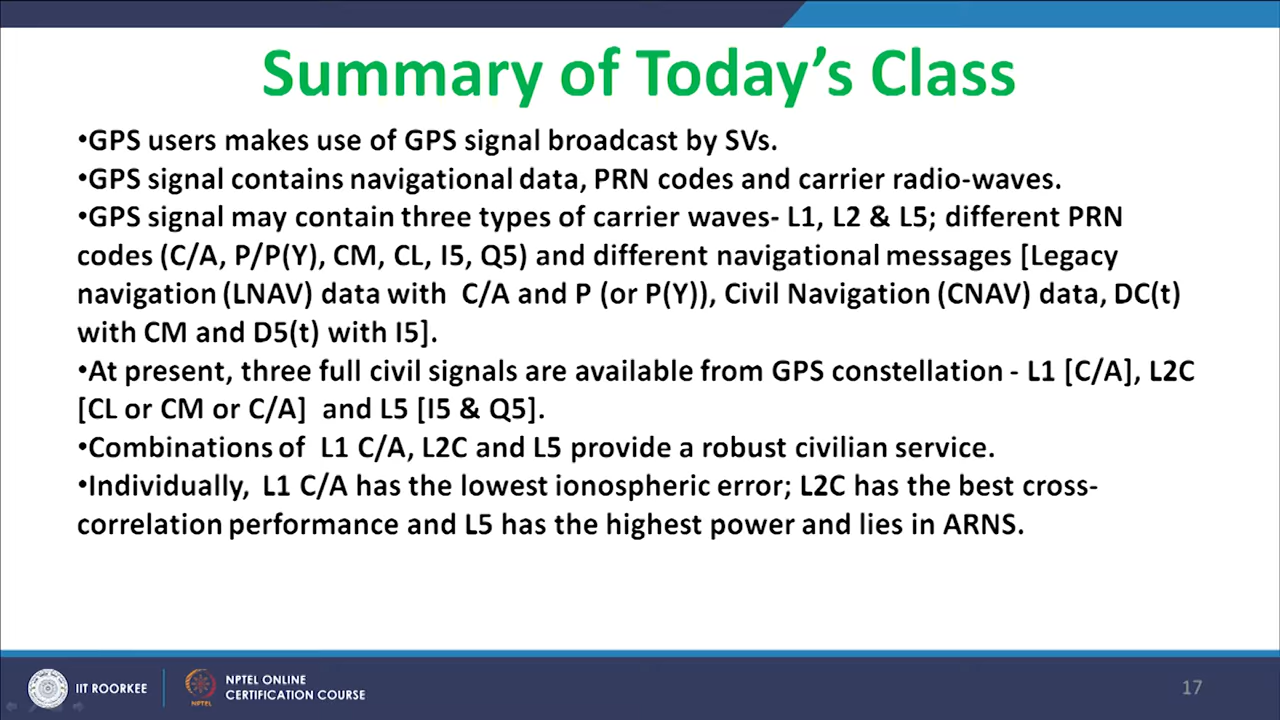 Summary of Today's Class
•GPS users makes use of GPS signal broadcast by SVs.
•GPS signal contains navigational data, PRN codes and carrier radio-waves.
•GPS signal may contain three types of carrier waves- L1, L2 & L5; different PRN
codes (C/A, P/P(Y), CM, CL, I5, Q5) and different navigational messages [Legacy
navigation (LNAV) data with C/A and P (or P(Y)), Civil Navigation (CNAV) data, DC(t)
with CM and D5(t) with I5].
•At present, three full civil signals are available from GPS constellation - L1 [C/A], L2C
[CL or CM or C/A] and L5 [I5 & Q5].
•Combinations of L1 C/A, L2C and L5 provide a robust civilian service.
•Individually, L1 C/A has the lowest ionospheric error; L2C has the best cross-
correlation performance and L5 has the highest power and lies in ARNS.
IIT ROORKEE
NPTEL
NPTEL ONLINE
CERTIFICATION COURSE
17